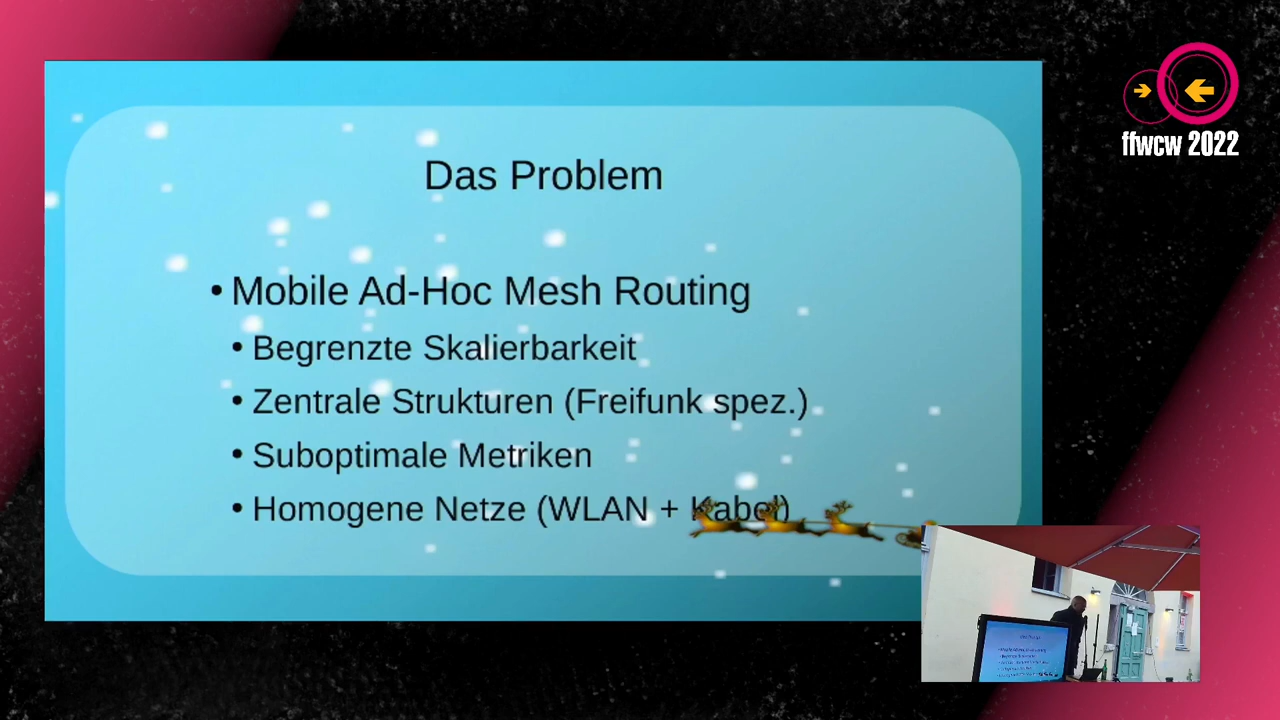 ffwcw 2022
Das Problem
• Mobile Ad-Hoc Mesh Routing
• Begrenzte Skalierbarkeit
• Zentrale Strukturen (Freifunk spez.)
• Suboptimale Metriken
• Homogene Netze (WLAN + Kabel)